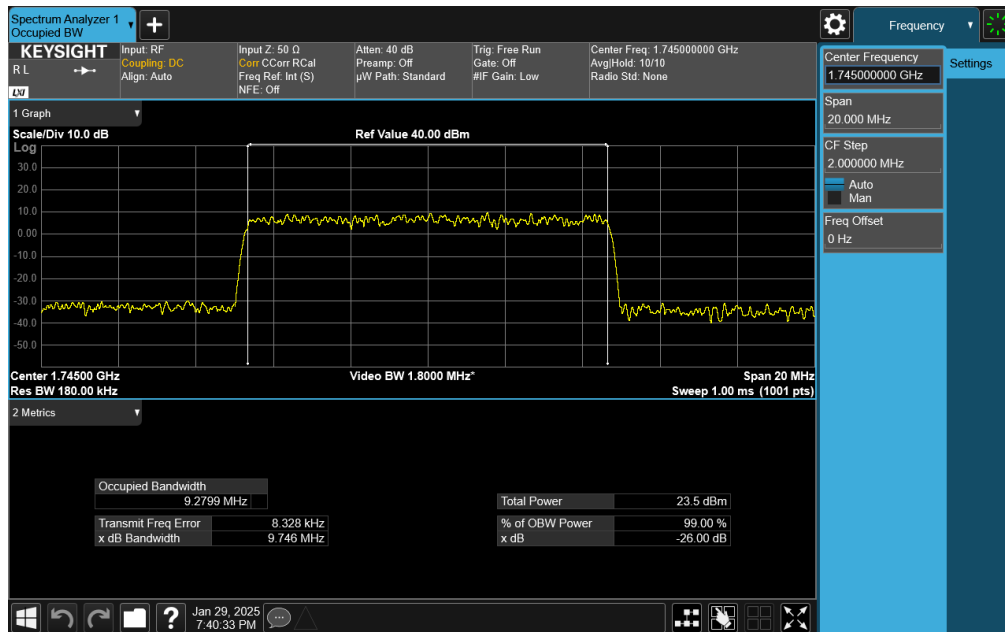 Spectrum Analyzer 1
Occupied BW
Frequency
KEYSIGHT
R L
LXI
Input: RF
Coupling: DC
Align: Auto
Input Z: 50 Ω
Corr CCorr RCal
Freq Ref: Int (S)
NFE: Off
Atten: 40 dB
Preamp: Off
µW Path: Standard
Trig: Free Run
Gate: Off
#IF Gain: Low
Center Freq: 1.745000000 GHz
Avg|Hold: 10/10
Radio Std: None
Center Frequency
1.745000000 GHz
Settings
Span
20.000 MHz
CF Step
2.000000 MHz
Auto
Man
Freq Offset
0 Hz
1 Graph
Scale/Div 10.0 dB
Ref Value 40.00 dBm
Log
30.0
20.0
10.0
0.00
-10.0
-20.0
-30.0
-40.0
-50.0
Center 1.74500 GHz
Video BW 1.8000 MHz*
Span 20 MHz
Res BW 180.00 kHz
Sweep 1.00 ms (1001 pts)
2 Metrics
Occupied Bandwidth
9.2799 MHz
Total Power 23.5 dBm
Transmit Freq Error 8.328 kHz
% of OBW Power 99.00 %
x dB Bandwidth 9.746 MHz
x dB -26.00 dB
Jan 29, 2025
7:40:33 PM